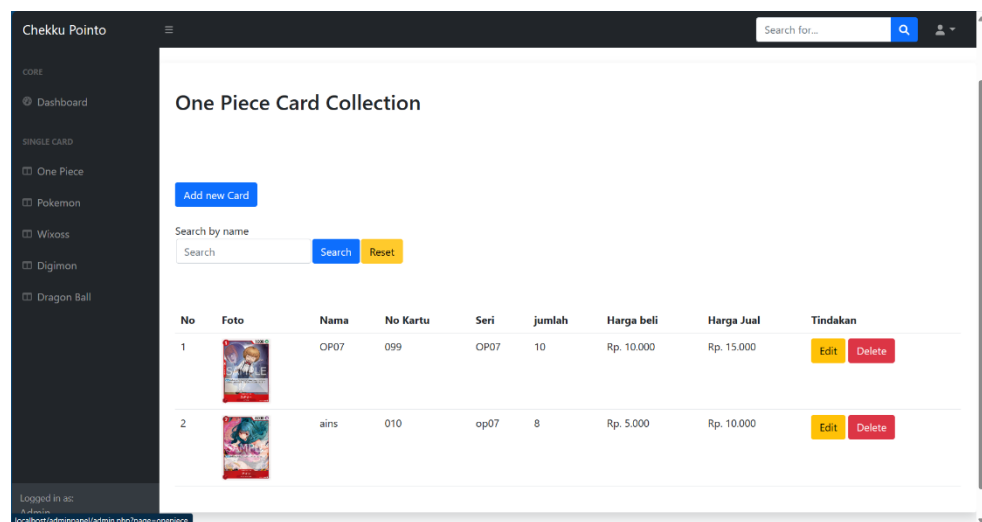 Chekku Pointo
Search for...
CORE
Dashboard
SINGLE CARD
One Piece
Pokemon
Wixoss
Digimon
Dragon Ball
Logged in as:
Admin
localhost/adminpanel/admin.php?page=onepiece
One Piece Card Collection
Add new Card
Search by name
Search Search Reset
No Foto Nama No Kartu Seri jumlah Harga beli Harga Jual Tindakan
1 OP07 099 OP07 10 Rp. 10.000 Rp. 15.000 Edit Delete
SAMPLE
2 ains 010 op07 8 Rp. 5.000 Rp. 10.000 Edit Delete
SAMPLE